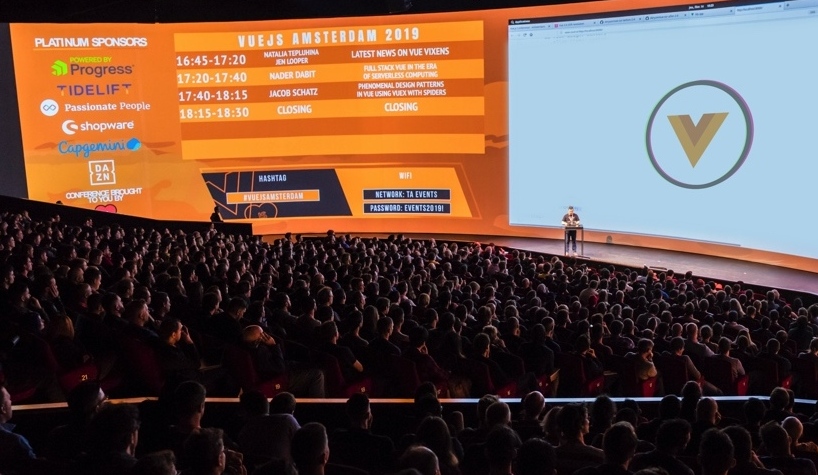 PLATINUM SPONSORS
POWERED BY
Progress
TIDELIFT
Passionate People
shopware
Capgemini
DA
ZN
CONFERENCE BROUGHT
TO YOU BY
VUEJS AMSTERDAM 2019
16:45-17:20 NATALIA TEPLUHINA JEN LOOPER LATEST NEWS ON VUE VIXENS
17:20-17:40 NADER DABIT FULL STACK VUE IN THE ERA OF SERVERLESS COMPUTING
17:40-18:15 JACOB SCHATZ PHENOMENAL DESIGN PATTERNS IN VUE USING VUEX WITH SPIDERS
18:15-18:30 CLOSING CLOSING
HASHTAG
#VUEJSAMSTERDAM
WIFI
NETWORK: TA EVENTS
PASSWORD: EVENTS2019!